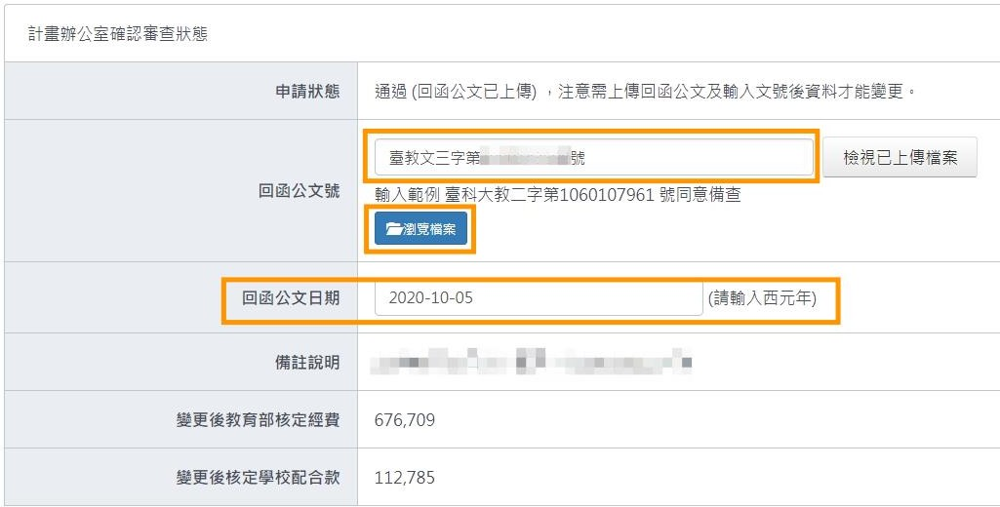 計畫辦公室確認審查狀態
申請狀態 通過 (回函公文已上傳) ，注意需上傳回函公文及輸入文號後資料才能變更。
臺教文三字第 號 檢視已上傳檔案
回函公文號
輸入範例 臺科大教二字第1060107961 號同意備查
瀏覽檔案
回函公文日期 2020-10-05 (請輸入西元年)
備註說明
變更後教育部核定經費 676,709
變更後核定學校配合款 112,785